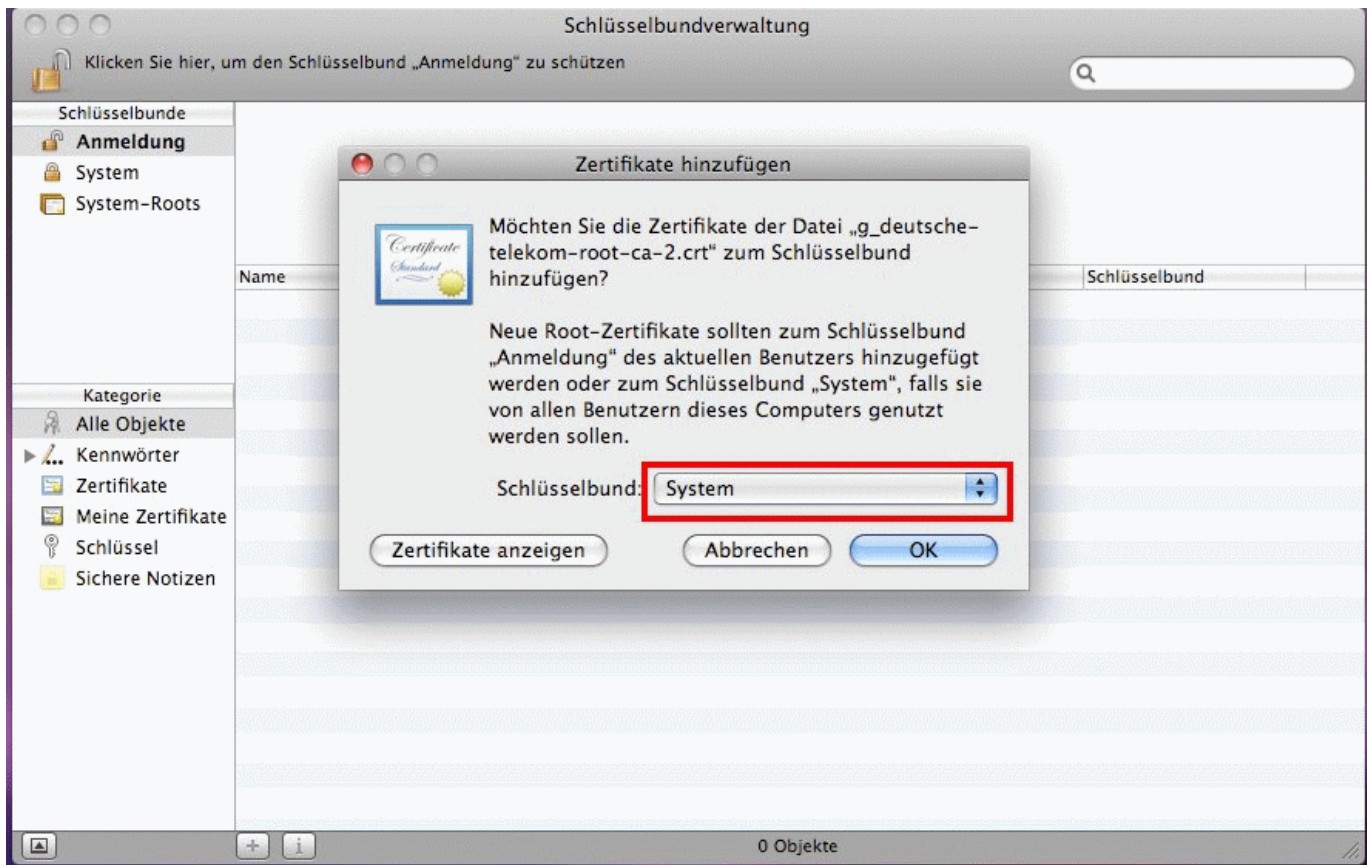 Schlüsselbundverwaltung
Klicken Sie hier, um den Schlüsselbund „Anmeldung“ zu schützen
Schlüsselbunde
Anmeldung
System
System-Roots
Name
Schlüsselbund
Kategorie
Alle Objekte
Kennwörter
Zertifikate
Meine Zertifikate
Schlüssel
Sichere Notizen
Zertifikate hinzufügen
Certificate
Standard
Möchten Sie die Zertifikate der Datei „g_deutsche-
telekom-root-ca-2.crt“ zum Schlüsselbund
hinzufügen?
Neue Root-Zertifikate sollten zum Schlüsselbund
„Anmeldung“ des aktuellen Benutzers hinzugefügt
werden oder zum Schlüsselbund „System“, falls sie
von allen Benutzern dieses Computers genutzt
werden sollen.
Schlüsselbund: System
Zertifikate anzeigen Abbrechen OK
0 Objekte